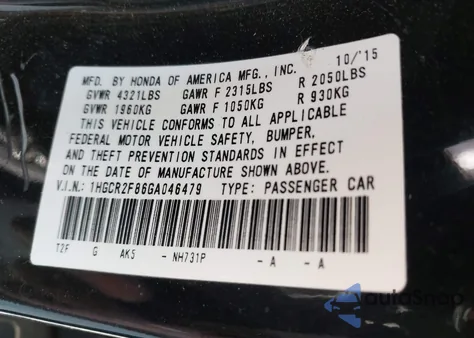 MFD. BY HONDA OF AMERICA MFG., INC. 10/'15
GVWR 4321LBS GAWR F 2315LBS R 2050LBS
GVWR 1960KG GAWR F 1050KG R 930KG
THIS VEHICLE CONFORMS TO ALL APPLICABLE
FEDERAL MOTOR VEHICLE SAFETY, BUMPER,
AND THEFT PREVENTION STANDARDS IN EFFECT
ON THE DATE OF MANUFACTURE SHOWN ABOVE.
V.I.N.: 1HGCR2F86GA046479 TYPE: PASSENGER CAR
T2F G AK5 - NH731P - A - A
autoSnap